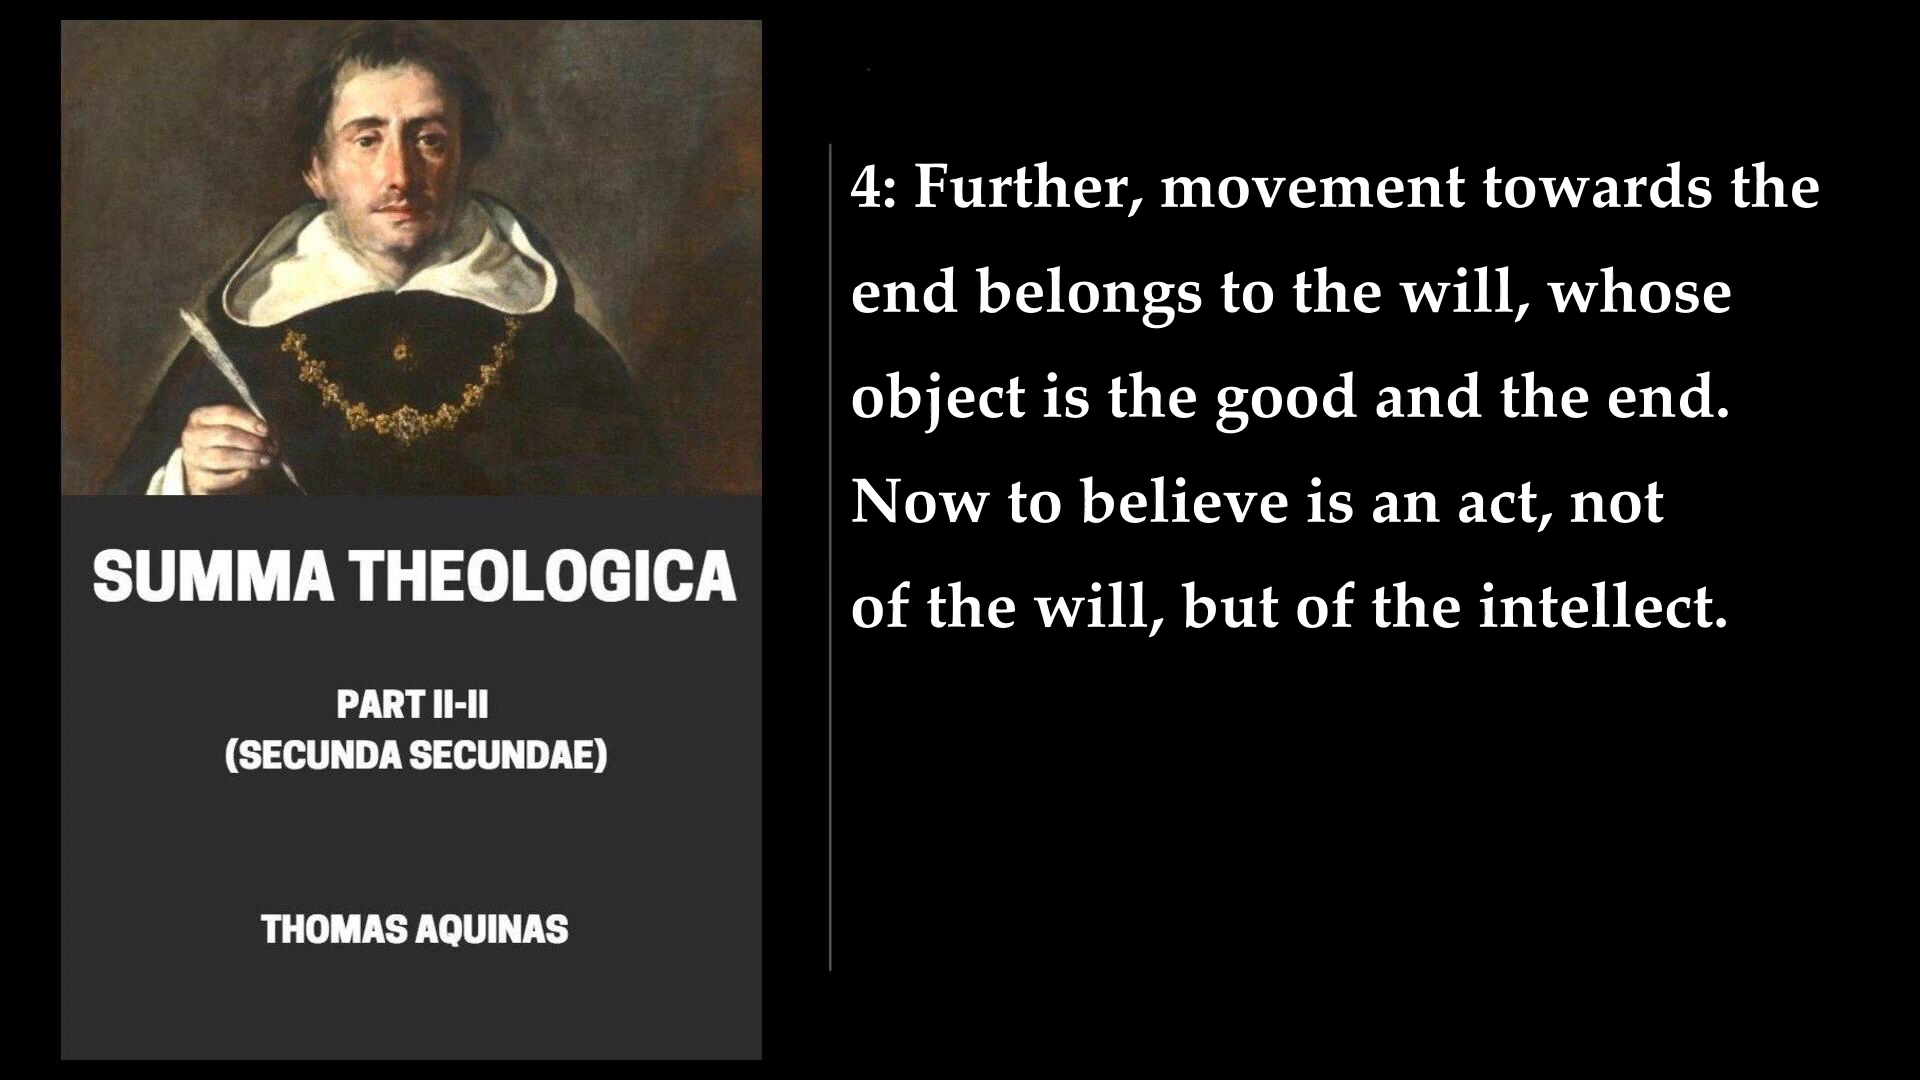 SUMMA THEOLOGICA
PART II-II
(SECUNDA SECUNDAE)
THOMAS AQUINAS
4: Further, movement towards the
end belongs to the will, whose
object is the good and the end.
Now to believe is an act, not
of the will, but of the intellect.